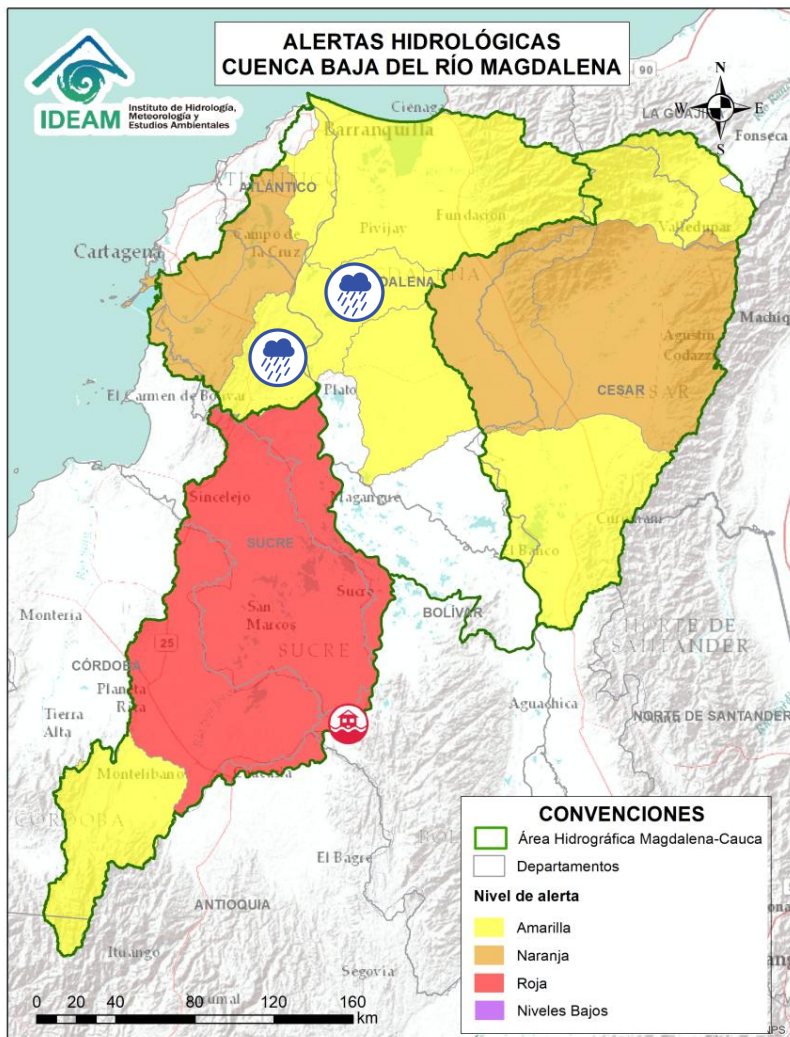 ALERTAS HIDROLÓGICAS
CUENCA BAJA DEL RÍO MAGDALENA
IDEAM
Instituto de Hidrología,
Meteorología y
Estudios Ambientales
N
W
E
S
90
Ciénaga
LA GUAJIRA
Fonseca
Barranquilla
ATLÁNTICO
Valledupar
Fundación
Pivijay
Cartagena
Campo de
la Cruz
MAGDALENA
Machiq
Agustín
Codazzi
CESAR
CESAR
El Carmen de Bolívar
Plato
Sincelejo
Magangué
Curumaní
SUCRE
El Banco
Sucre
San
Marcos
BOLÍVAR
Montería
25
SUCRE
NORTE DE
SANTANDER
CÓRDOBA
Planeta
Rica
Aguachica
Tierra
Alta
NORTE DE SANTANDER
Montelíbano
CÓRDOBA
El Bagre
ANTIOQUIA
Ituango
Segovia
CONVENCIONES
Área Hidrográfica Magdalena-Cauca
Departamentos
Nivel de alerta
Amarilla
Naranja
Roja
Niveles Bajos
0 20 40 80 120 160
km